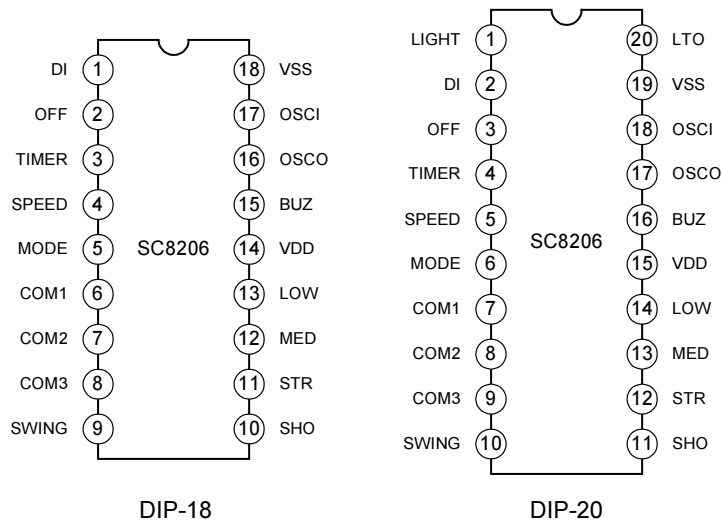 DI 1 18 VSS
OFF 2 17 OSCI
TIMER 3 16 OSCO
SPEED 4 15 BUZ
MODE 5 SC8206 14 VDD
COM1 6 13 LOW
COM2 7 12 MED
COM3 8 11 STR
SWING 9 10 SHO
DIP-18
LIGHT 1 20 LTO
DI 2 19 VSS
OFF 3 18 OSCI
TIMER 4 17 OSCO
SPEED 5 16 BUZ
SC8206
MODE 6 15 VDD
COM1 7 14 LOW
COM2 8 13 MED
COM3 9 12 STR
SWING 10 11 SHO
DIP-20